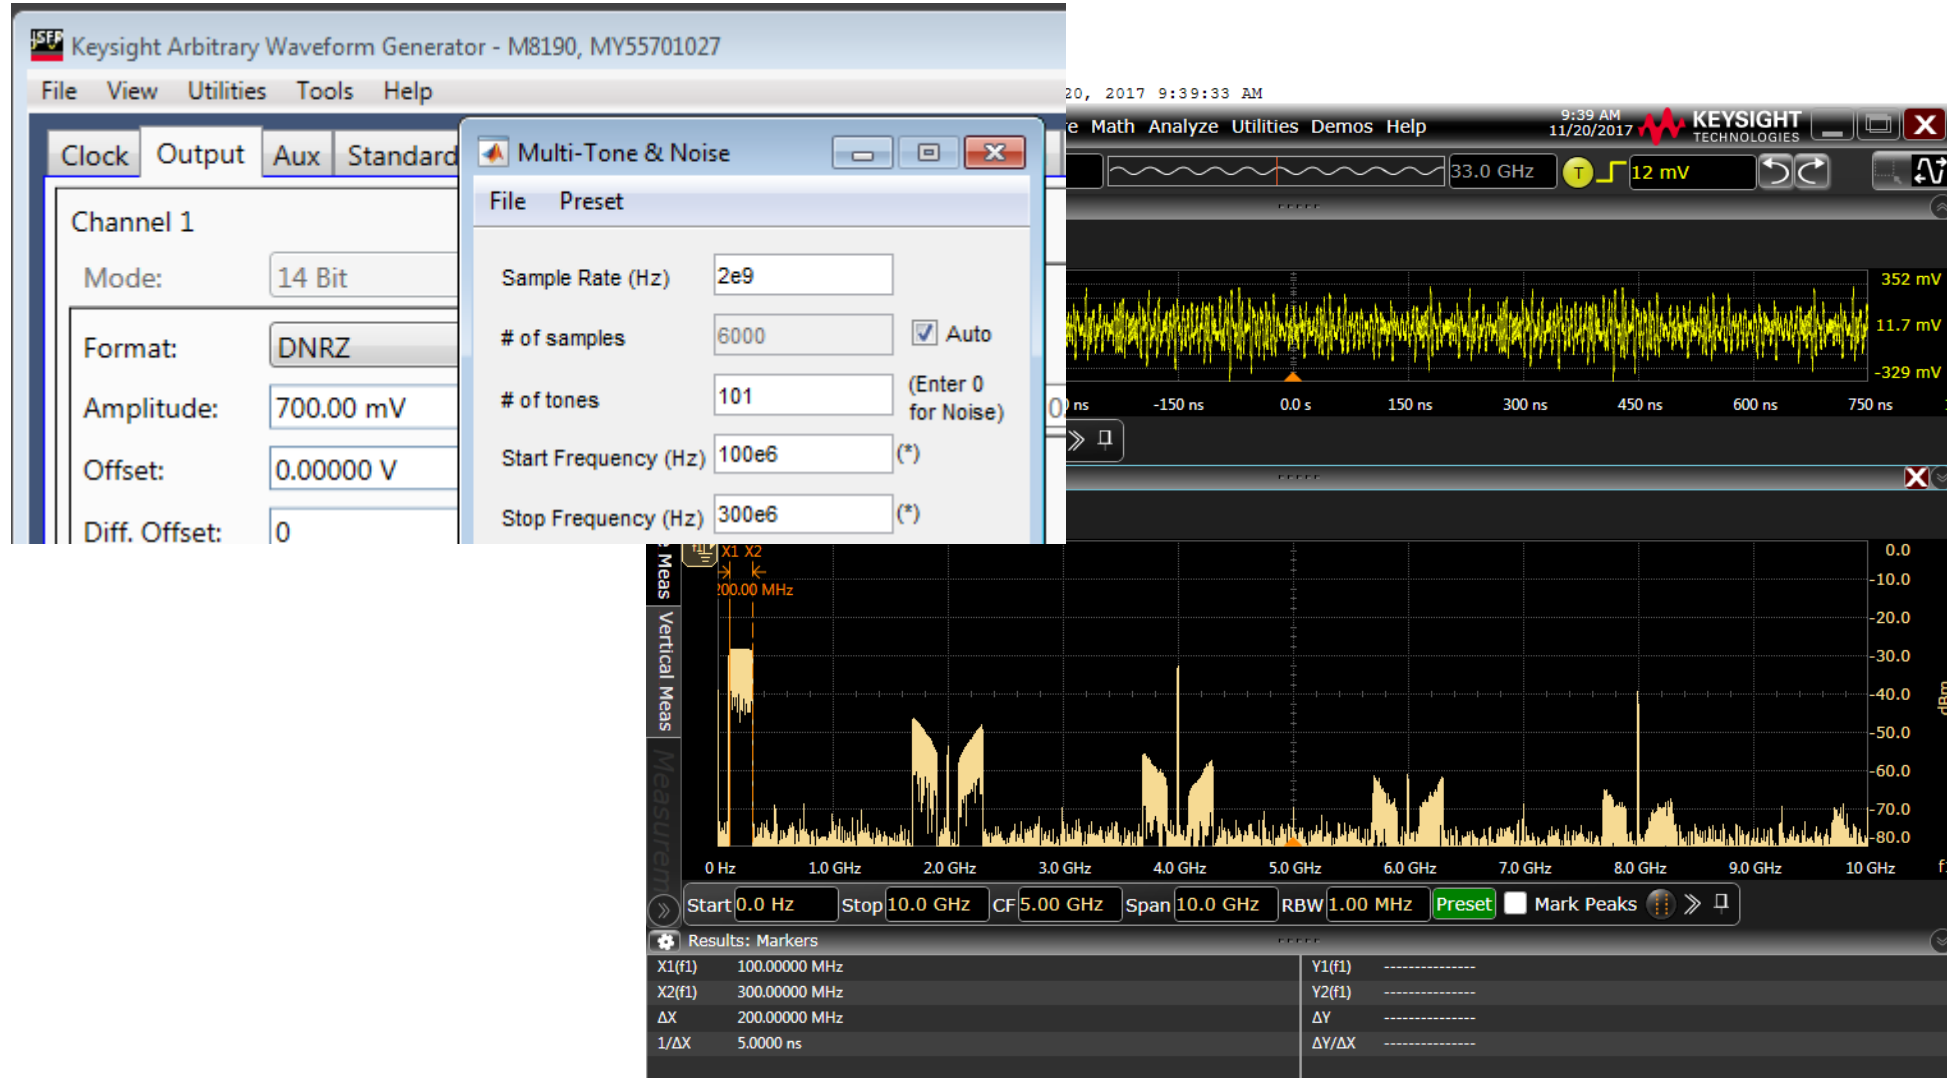 Keysight Arbitrary Waveform Generator - M8190, MY55701027
File View Utilities Tools Help
Clock Output Aux Standard
Channel 1
Mode: 14 Bit
Format: DNRZ
Amplitude: 700.00 mV
Offset: 0.00000 V
Diff. Offset: 0
Multi-Tone & Noise
File Preset
Sample Rate (Hz) 2e9
# of samples 6000 Auto
# of tones 101 (Enter 0
for Noise)
Start Frequency (Hz) 100e6 (*)
Stop Frequency (Hz) 300e6 (*)
20, 2017 9:39:33 AM
Math Analyze Utilities Demos Help
9:39 AM
11/20/2017
KEYSIGHT
TECHNOLOGIES
33.0 GHz T 12 mV
352 mV
11.7 mV
-329 mV
ns -150 ns 0.0 s 150 ns 300 ns 450 ns 600 ns 750 ns
Meas
Vertical Meas
X1 X2
200.00 MHz
0.0
-10.0
-20.0
-30.0
-40.0
dBm
-50.0
-60.0
-70.0
-80.0
0 Hz 1.0 GHz 2.0 GHz 3.0 GHz 4.0 GHz 5.0 GHz 6.0 GHz 7.0 GHz 8.0 GHz 9.0 GHz 10 GHz
Start 0.0 Hz Stop 10.0 GHz CF 5.00 GHz Span 10.0 GHz RBW 1.00 MHz Preset Mark Peaks
Results: Markers
X1(f1) 100.00000 MHz Y1(f1) ---------------
X2(f1) 300.00000 MHz Y2(f1) ---------------
ΔX 200.00000 MHz ΔY ---------------
1/ΔX 5.0000 ns ΔY/ΔX ---------------